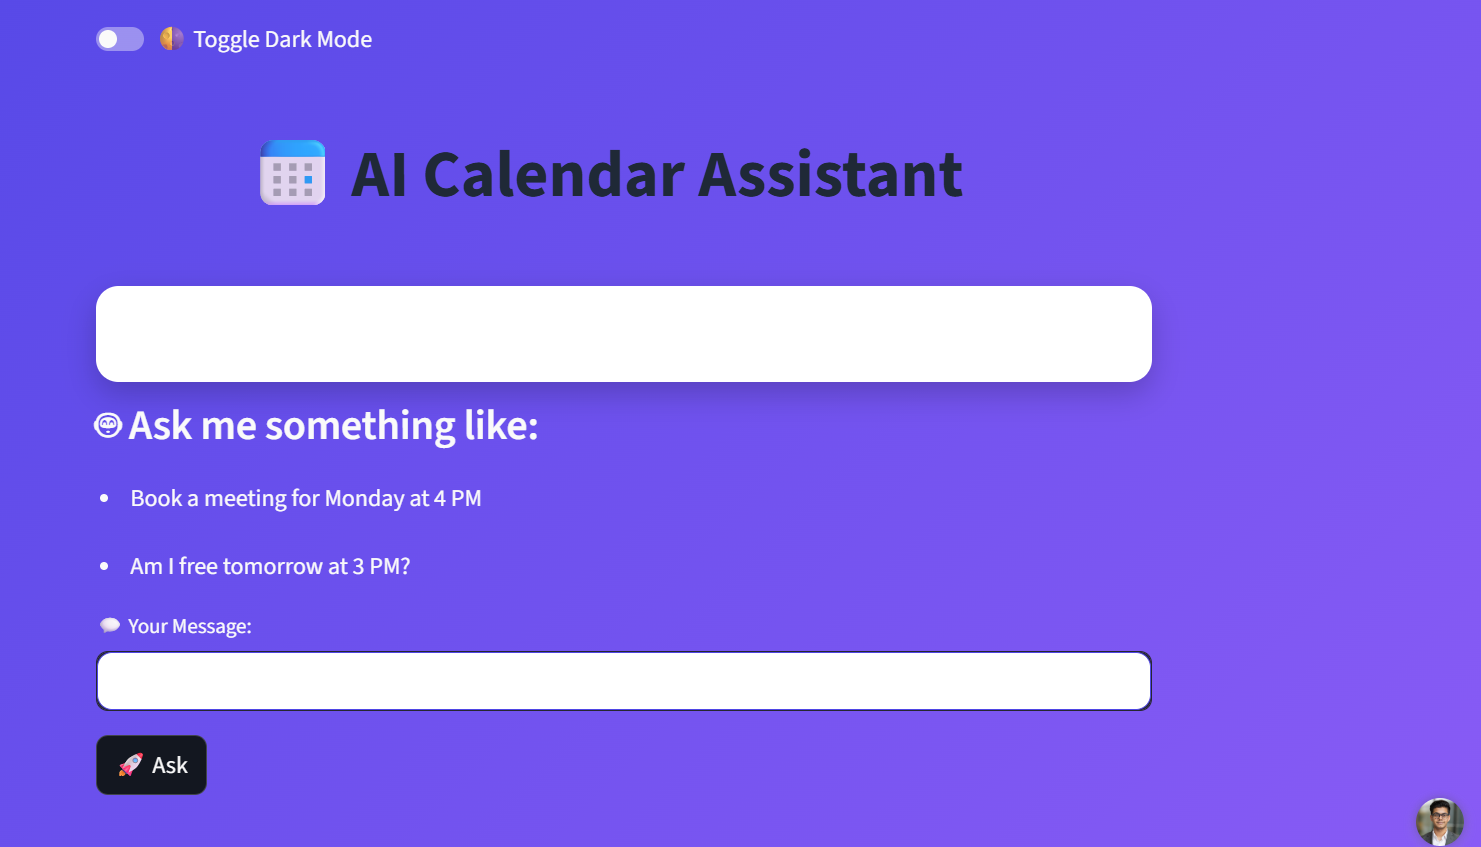 Toggle Dark Mode
AI Calendar Assistant
Ask me something like:
Book a meeting for Monday at 4 PM
Am I free tomorrow at 3 PM?
Your Message:
Ask